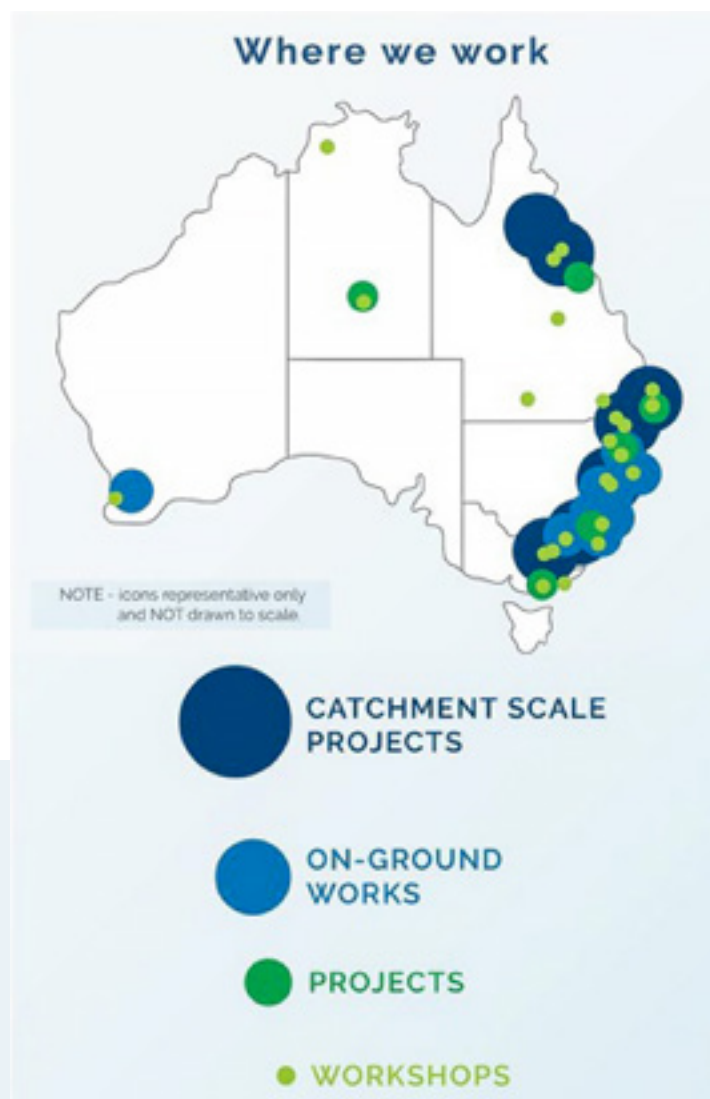 Where we work
NOTE - icons representative only
and NOT drawn to scale.
CATCHMENT SCALE
PROJECTS
ON-GROUND
WORKS
PROJECTS
WORKSHOPS